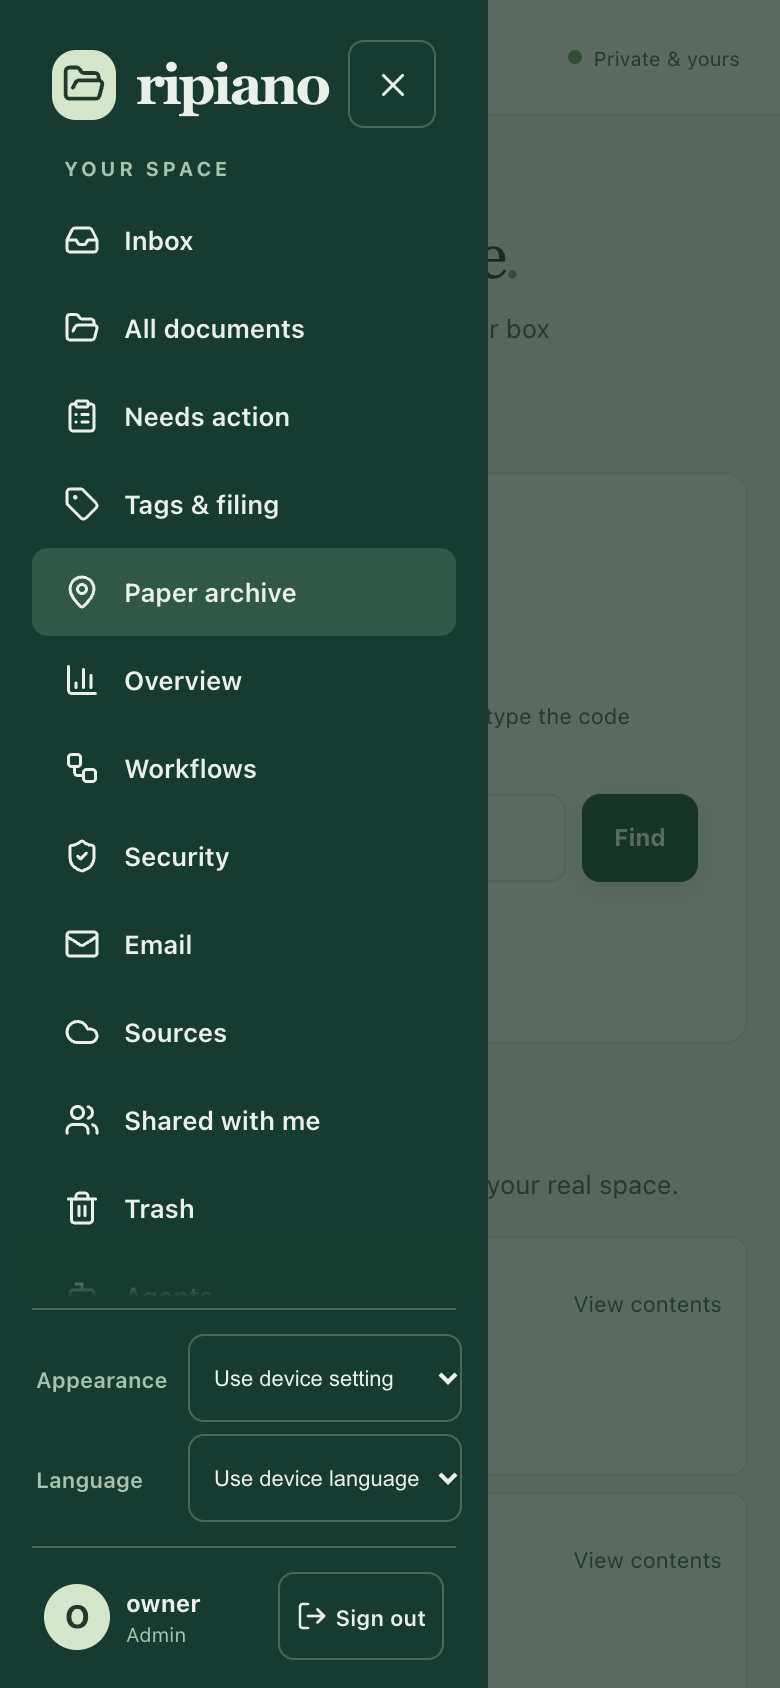 ripiano
Private & yours
YOUR SPACE
Inbox
e.
All documents
r box
Needs action
Tags & filing
Paper archive
Overview
type the code
Workflows
Find
Security
Email
Sources
Shared with me
your real space.
Trash
Agents
View contents
Appearance
Use device setting
Language
Use device language
View contents
O
owner
Admin
Sign out